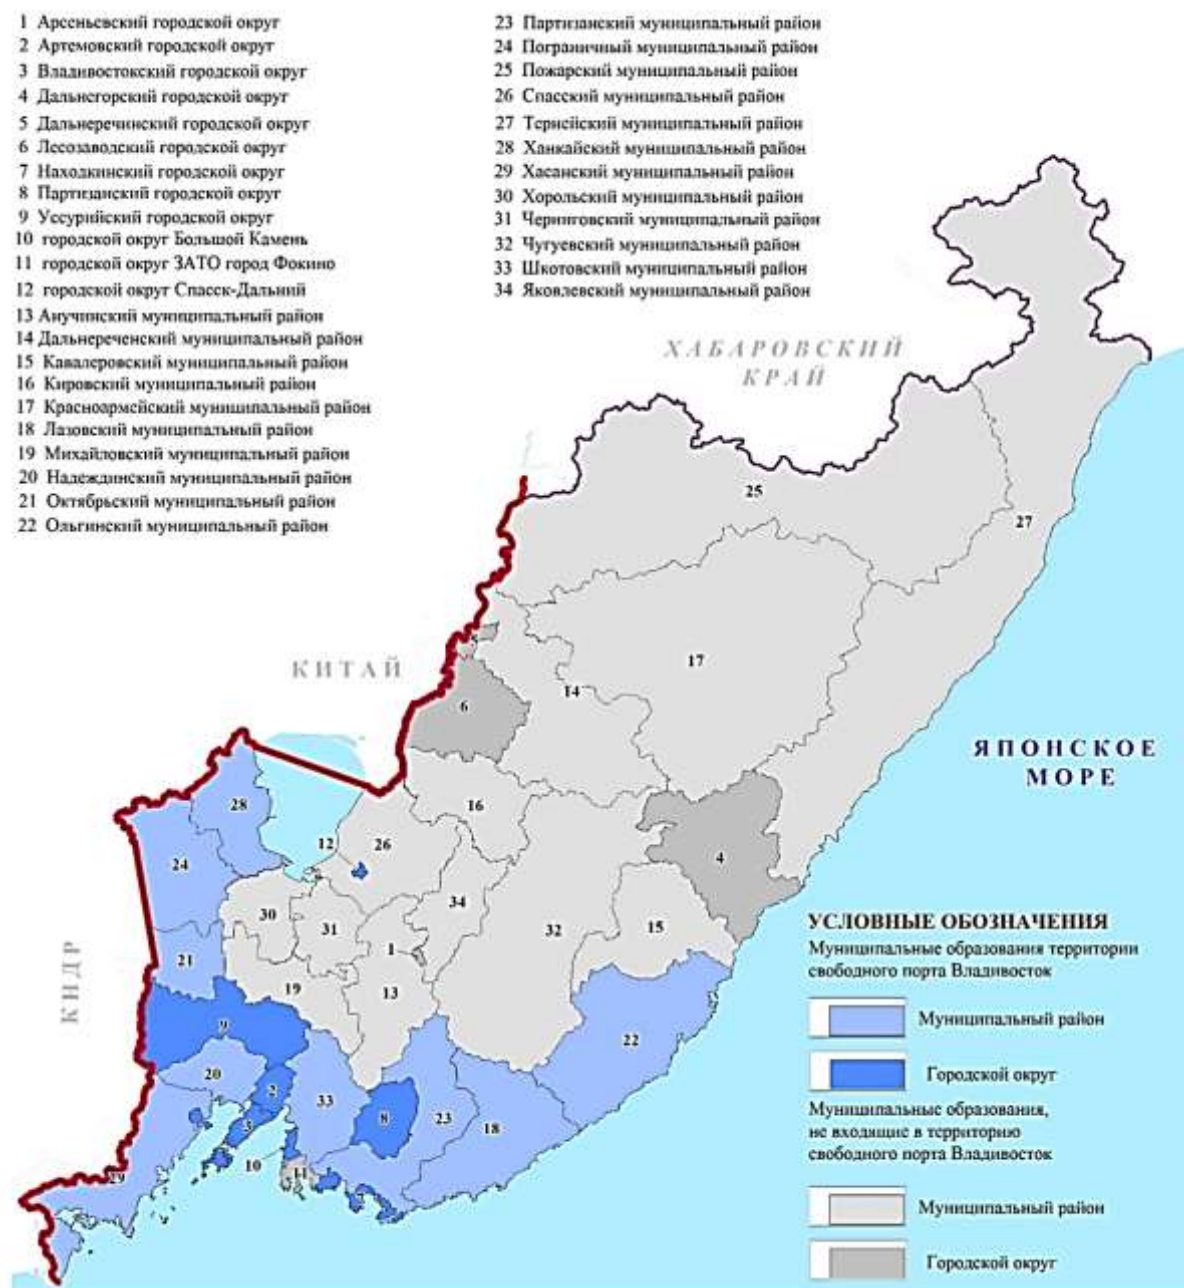 1 Арсеньевский городской округ
2 Артемовский городской округ
3 Владивостокский городской округ
4 Дальнегорский городской округ
5 Дальнеречинский городской округ
6 Лесозаводский городской округ
7 Находкинский городской округ
8 Партизанский городской округ
9 Уссурийский городской округ
10 городской округ Большой Камень
11 городской округ ЗАТО город Фокино
12 городской округ Спасск-Дальний
13 Анучинский муниципальный район
14 Дальнереченский муниципальный район
15 Кавалеровский муниципальный район
16 Кировский муниципальный район
17 Красноармейский муниципальный район
18 Лазовский муниципальный район
19 Михайловский муниципальный район
20 Надеждинский муниципальный район
21 Октябрьский муниципальный район
22 Ольгинский муниципальный район
23 Партизанский муниципальный район
24 Пограничный муниципальный район
25 Пожарский муниципальный район
26 Спасский муниципальный район
27 Тернейский муниципальный район
28 Ханкайский муниципальный район
29 Хасанский муниципальный район
30 Хорольский муниципальный район
31 Черниговский муниципальный район
32 Чугуевский муниципальный район
33 Шкотовский муниципальный район
34 Яковлевский муниципальный район
ХАБАРОВСКИЙ
КРАЙ
25
27
КИТАЙ
5
17
14
6
ЯПОНСКОЕ
МОРЕ
28
16
12
26
24
4
34
30
31
32
15
1
КНДР
21
19
13
9
22
20
2
33
8
23
3
18
10
11
29
УСЛОВНЫЕ ОБОЗНАЧЕНИЯ
Муниципальные образования территории
свободного порта Владивосток
Муниципальный район
Городской округ
Муниципальные образования,
не входящие в территорию
свободного порта Владивосток
Муниципальный район
Городской округ